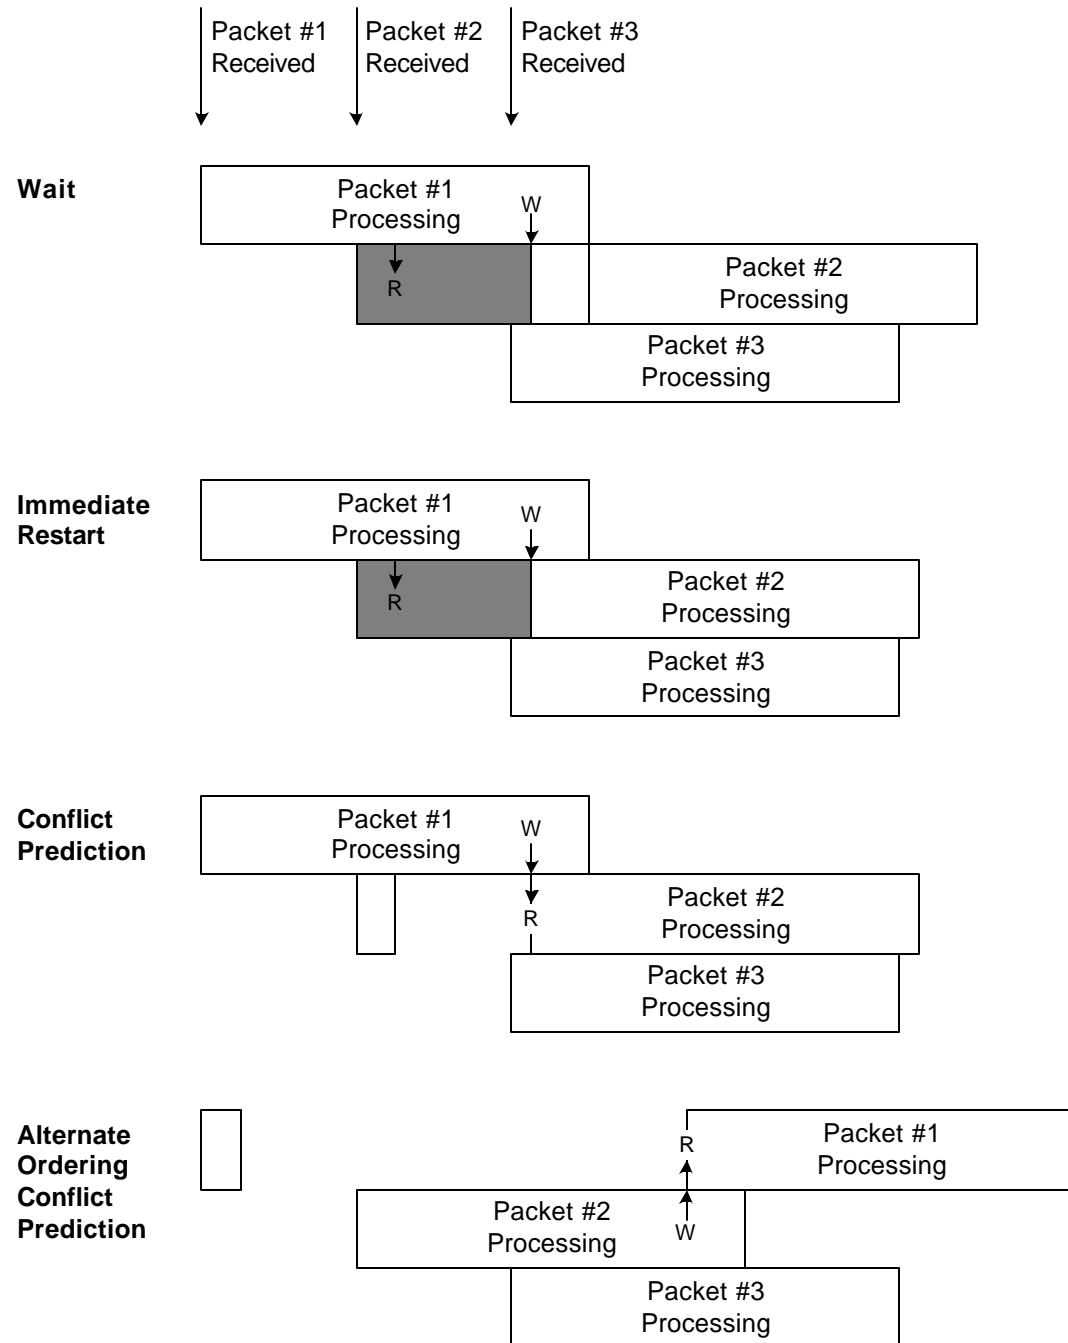 Packet #1
Received
Packet #2
Received
Packet #3
Received
Wait
Packet #1
Processing
W
R
Packet #2
Processing
Packet #3
Processing
Immediate
Restart
Packet #1
Processing
W
R
Packet #2
Processing
Packet #3
Processing
Conflict
Prediction
Packet #1
Processing
W
R
Packet #2
Processing
Packet #3
Processing
Alternate
Ordering
Conflict
Prediction
R
Packet #1
Processing
Packet #2
Processing
W
Packet #3
Processing